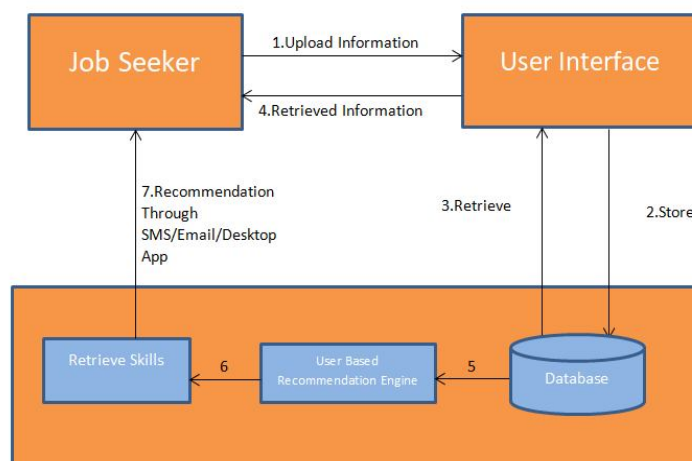 Job Seeker
1.Upload Information
User Interface
4.Retrieved Information
7.Recommendation
Through
SMS/Email/Desktop
App
3.Retrieve
2.Store
Retrieve Skills
6
User Based
Recommendation Engine
5
Database